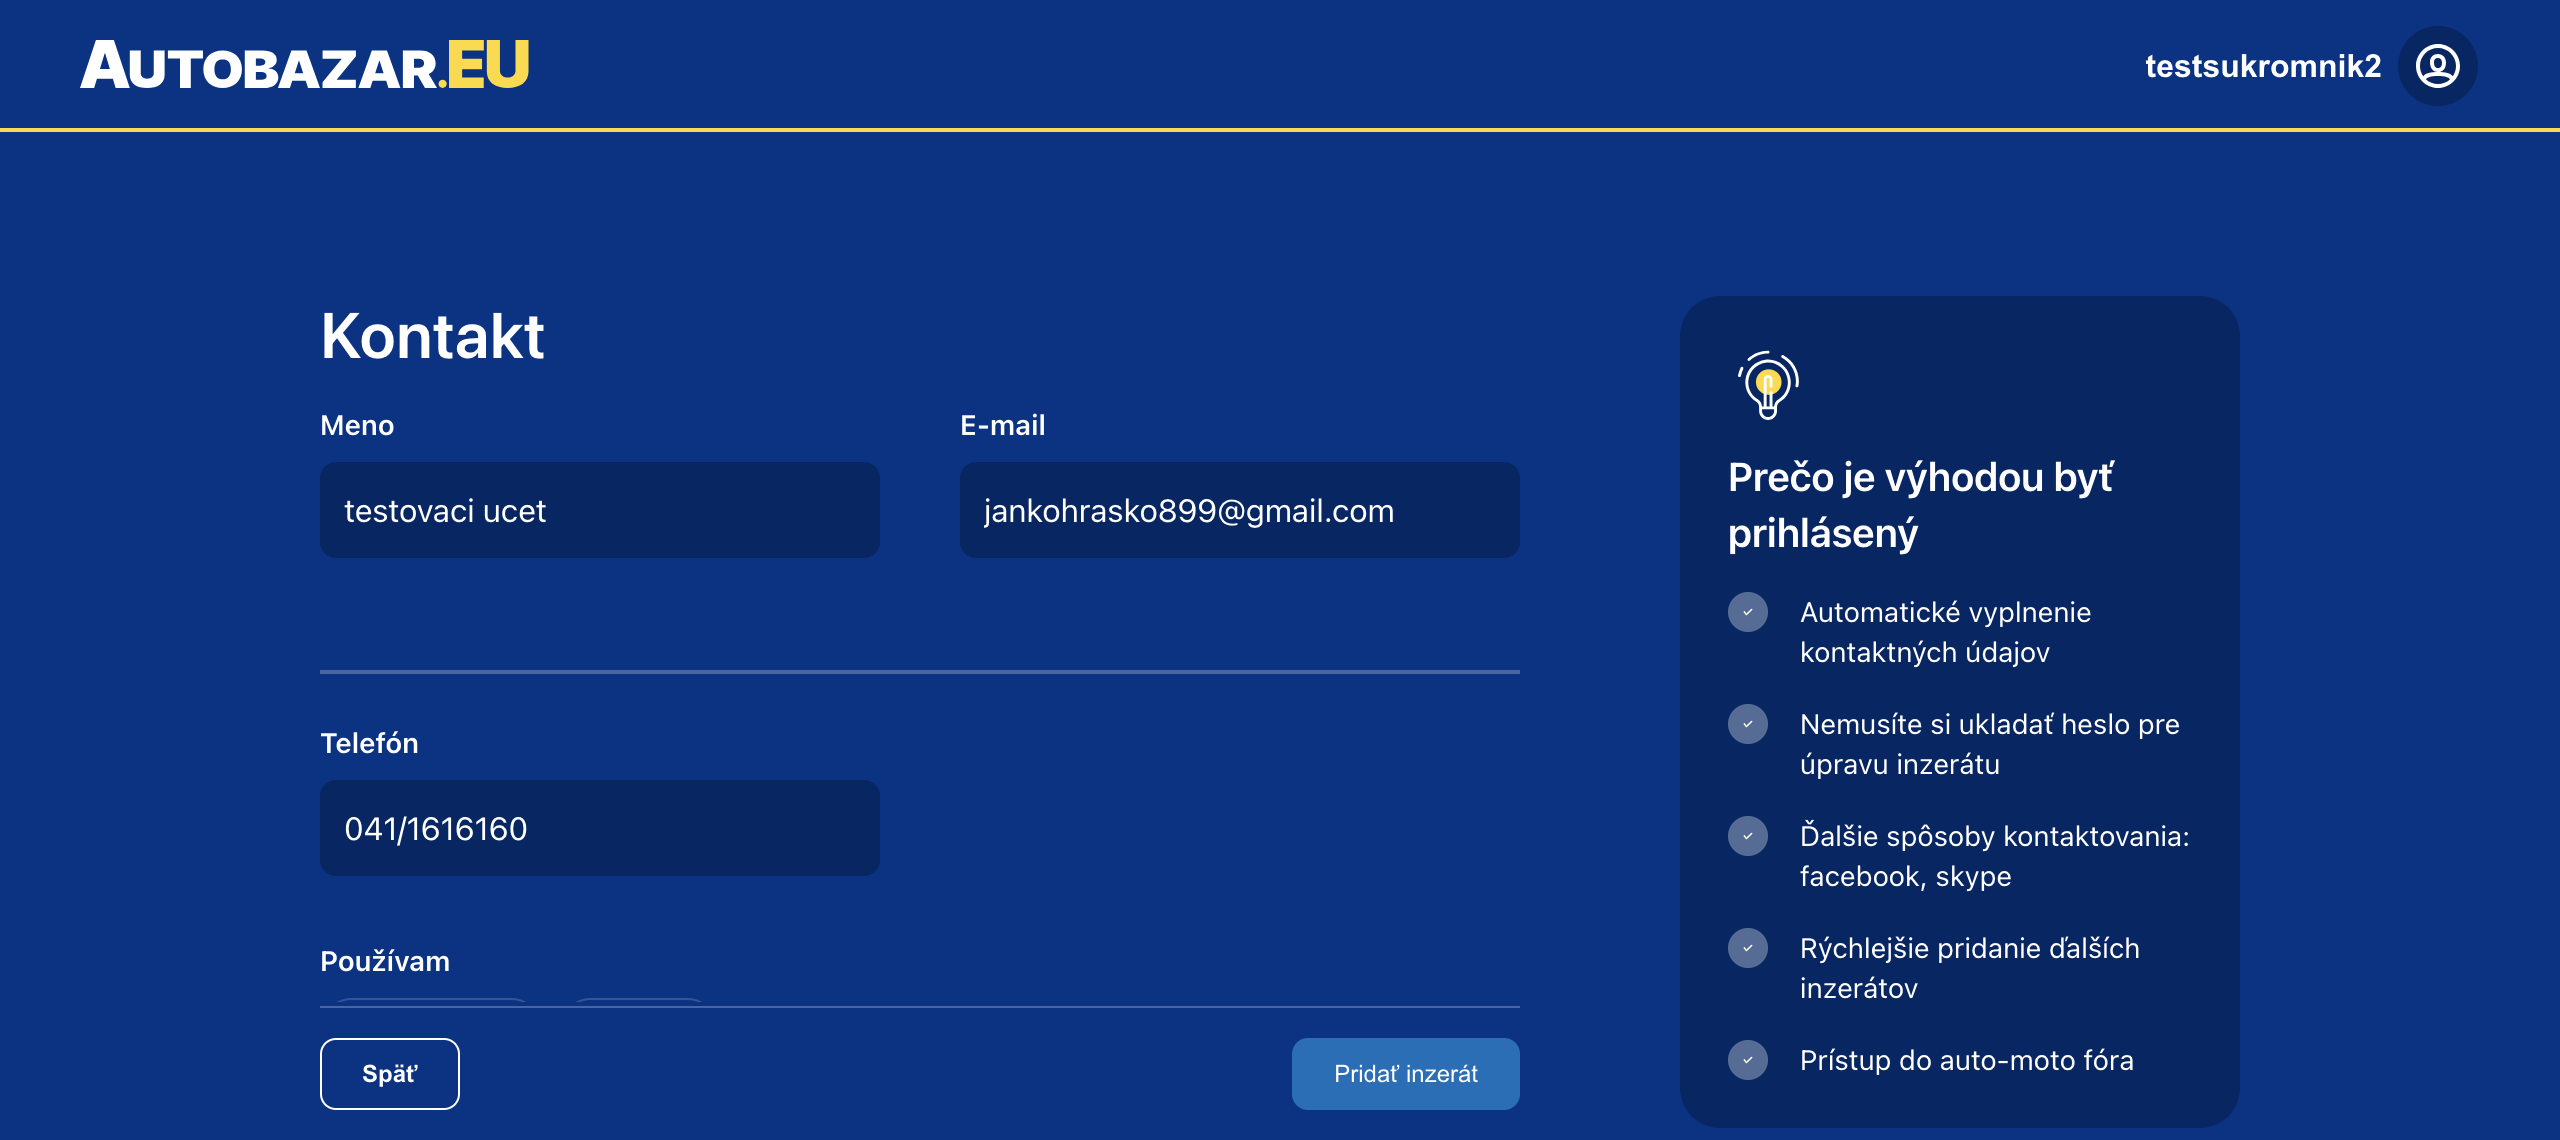 AUTOBAZAR.EU
testsukromnik2
Kontakt
Meno
testovaci ucet
E-mail
jankohrasko899@gmail.com
Telefón
041/1616160
Používam
Späť
Pridať inzerát
Prečo je výhodou byť
prihlásený
Automatické vyplnenie
kontaktných údajov
Nemusíte si ukladať heslo pre
úpravu inzerátu
Ďalšie spôsoby kontaktovania:
facebook, skype
Rýchlejšie pridanie ďalších
inzerátov
Prístup do auto-moto fóra